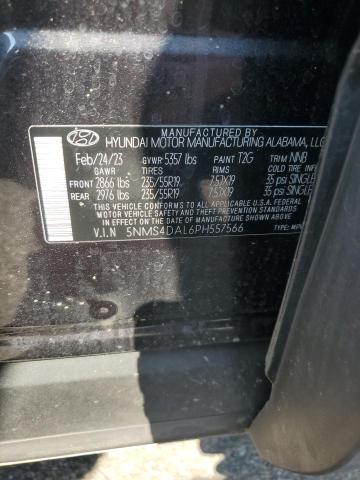 MANUFACTURED BY
HYUNDAI MOTOR MANUFACTURING ALABAMA, LLC
Feb/24/23 GVWR 5357 lbs PAINT T2G TRIM NNB
GAWR TIRES RIMS COLD TIRE
FRONT 2866 lbs 235/55R19 7.5JX19 35 psi SINGLE
REAR 2976 lbs 235/55R19 7.5JX19 35 psi SINGLE
THIS VEHICLE CONFORMS TO ALL APPLICABLE U.S.A. FEDERAL
MOTOR VEHICLE SAFETY AND THEFT PREVENTION STANDARDS
IN EFFECT ON THE DATE OF MANUFACTURE SHOWN ABOVE.
V.I.N 5NMS4DAL6PH557566 TYPE: MPV